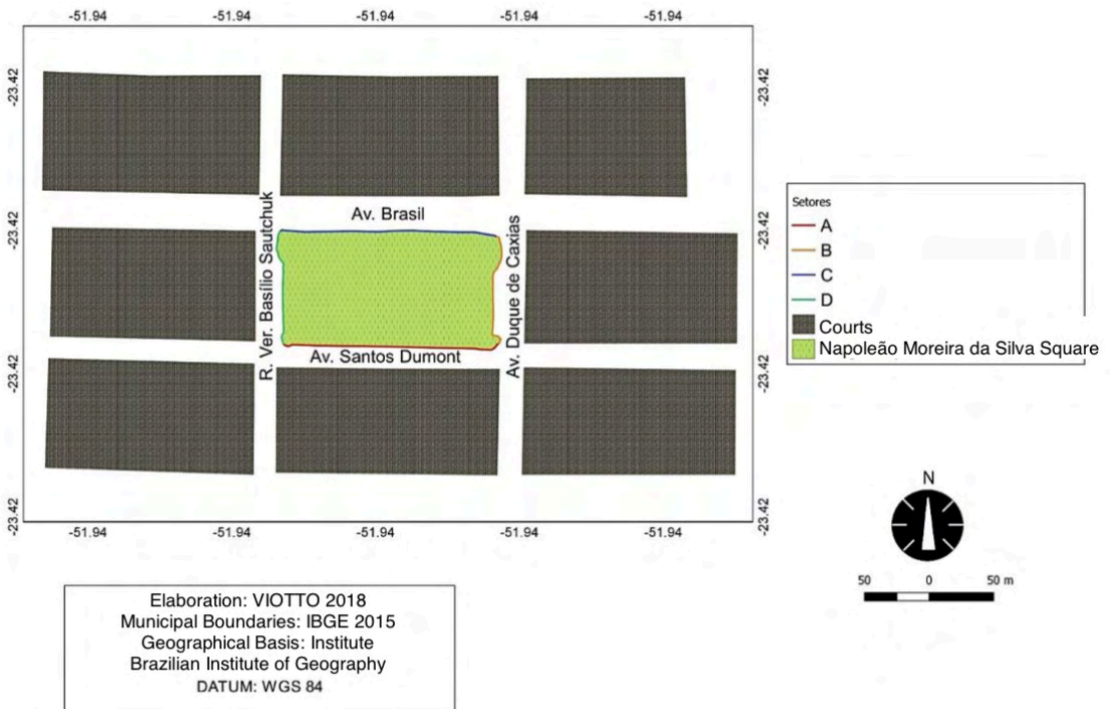 -51.94 -51.94 -51.94 -51.94 -51.94
-23.42 -23.42
-23.42 -23.42
-23.42 -23.42
-23.42 -23.42
Av. Brasil
R. Ver. Basílio Sautchuk
Av. Duque de Caxias
Av. Santos Dumont
-51.94 -51.94 -51.94 -51.94 -51.94
Setores
A
B
C
D
Courts
Napoleão Moreira da Silva Square
N
50 0 50 m
Elaboration: VIOTTO 2018
Municipal Boundaries: IBGE 2015
Geographical Basis: Institute
Brazilian Institute of Geography
DATUM: WGS 84